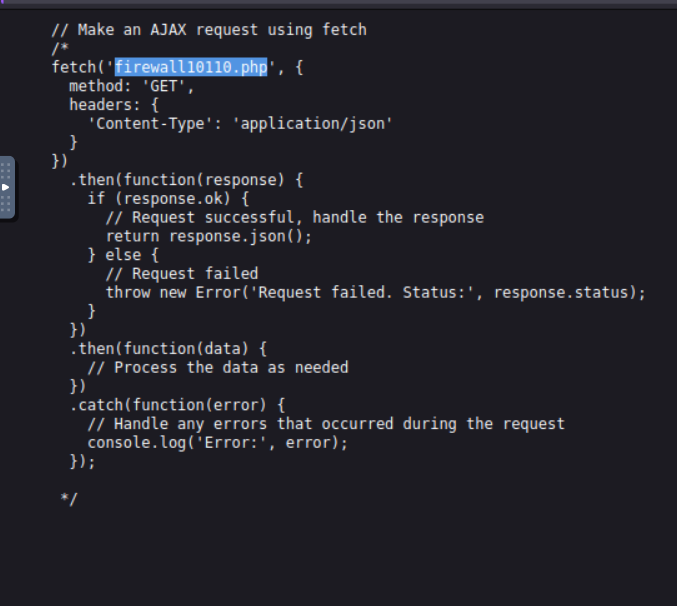 // Make an AJAX request using fetch
/*
fetch('firewall10110.php', {
  method: 'GET',
  headers: {
    'Content-Type': 'application/json'
  }
})
  .then(function(response) {
    if (response.ok) {
      // Request successful, handle the response
      return response.json();
    } else {
      // Request failed
      throw new Error('Request failed. Status:', response.status);
    }
  })
  .then(function(data) {
    // Process the data as needed
  })
  .catch(function(error) {
    // Handle any errors that occurred during the request
    console.log('Error:', error);
  });
 */